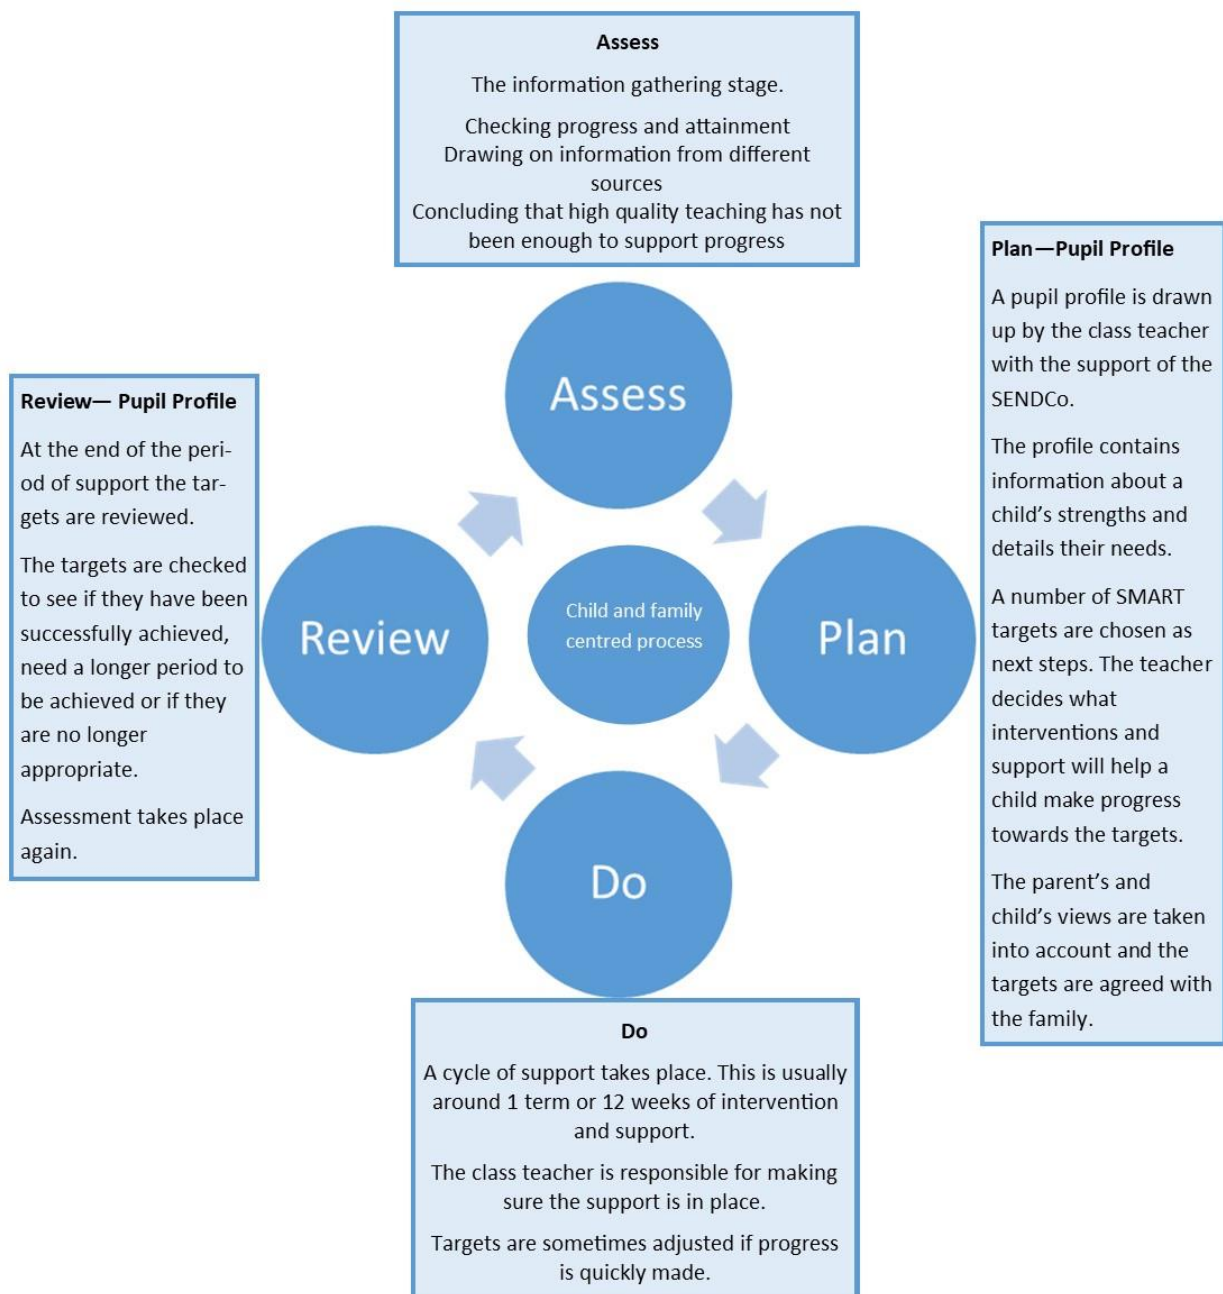 Assess
The information gathering stage.
Checking progress and attainment
Drawing on information from different
sources
Concluding that high quality teaching has not
been enough to support progress
Plan—Pupil Profile
A pupil profile is drawn
up by the class teacher
with the support of the
SENDCo.
The profile contains
information about a
child’s strengths and
details their needs.
A number of SMART
targets are chosen as
next steps. The teacher
decides what
interventions and
support will help a
child make progress
towards the targets.
The parent’s and
child’s views are taken
into account and the
targets are agreed with
the family.
Review— Pupil Profile
At the end of the peri-
od of support the tar-
gets are reviewed.
The targets are checked
to see if they have been
successfully achieved,
need a longer period to
be achieved or if they
are no longer
appropriate.
Assessment takes place
again.
Assess
Review
Child and family
centred process
Plan
Do
Do
A cycle of support takes place. This is usually
around 1 term or 12 weeks of intervention
and support.
The class teacher is responsible for making
sure the support is in place.
Targets are sometimes adjusted if progress
is quickly made.